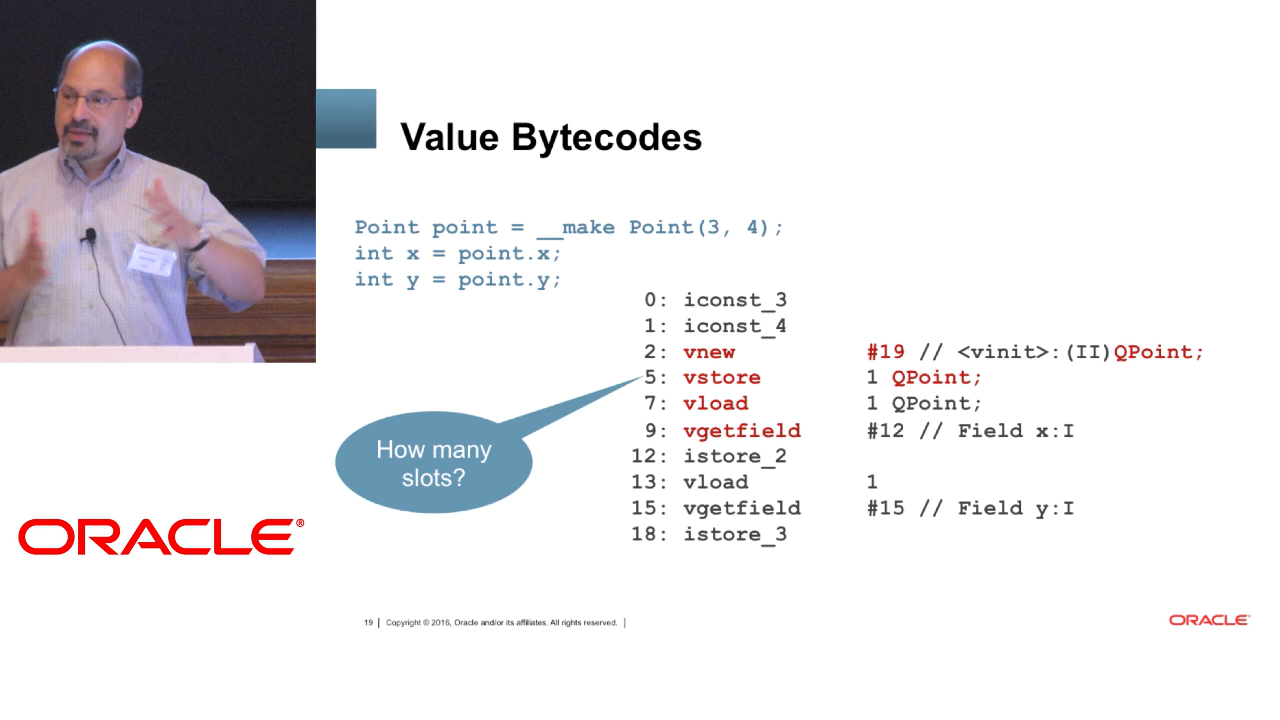 Value Bytecodes
Point point = __make Point(3, 4);
int x = point.x;
int y = point.y;
0: iconst_3
1: iconst_4
2: vnew #19 // <vinit>:(II)QPoint;
5: vstore 1 QPoint;
7: vload 1 QPoint;
9: vgetfield #12 // Field x:I
12: istore_2
13: vload 1
15: vgetfield #15 // Field y:I
18: istore_3
How many
slots?
ORACLE®
19 | Copyright © 2016, Oracle and/or its affiliates. All rights reserved. |
ORACLE®